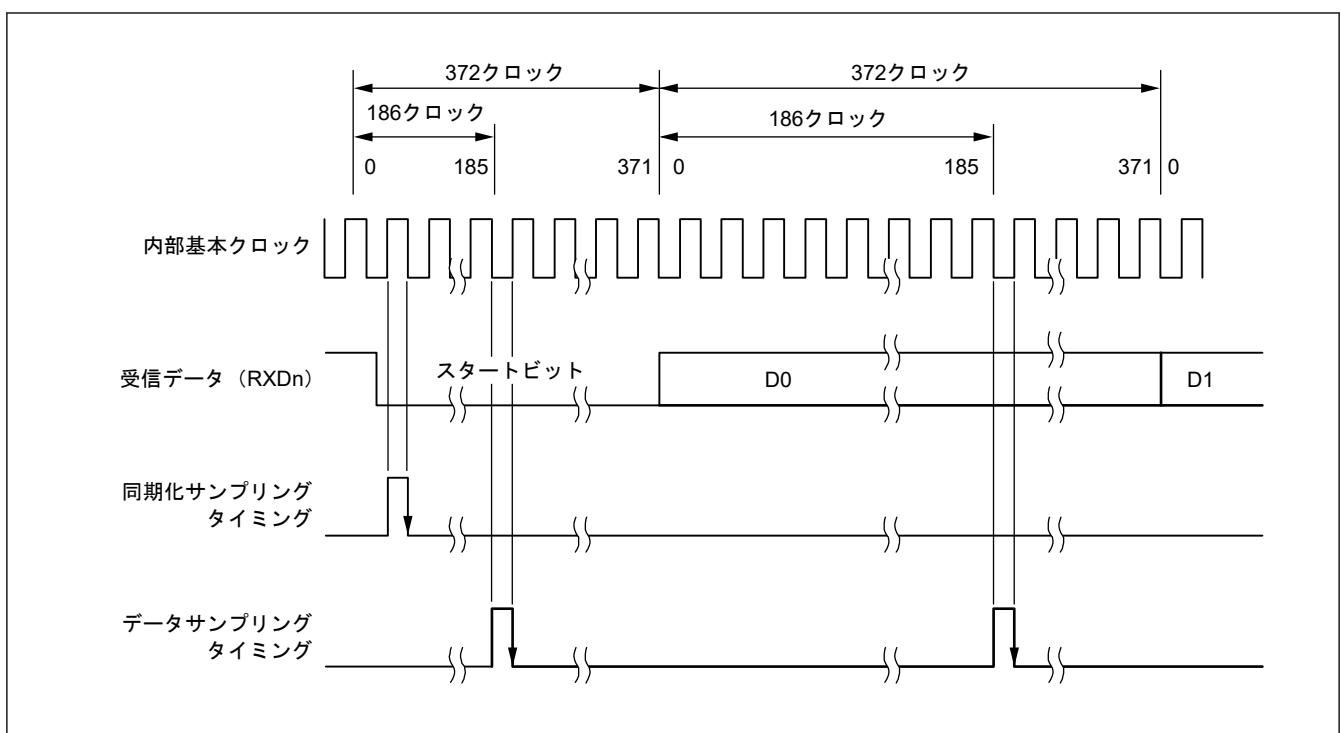 372クロック 372クロック
186クロック 186クロック
0 185 371 0 185 371 0
内部基本クロック
受信データ（RXDn）
スタートビット
D0
D1
同期化サンプリング
タイミング
データサンプリング
タイミング